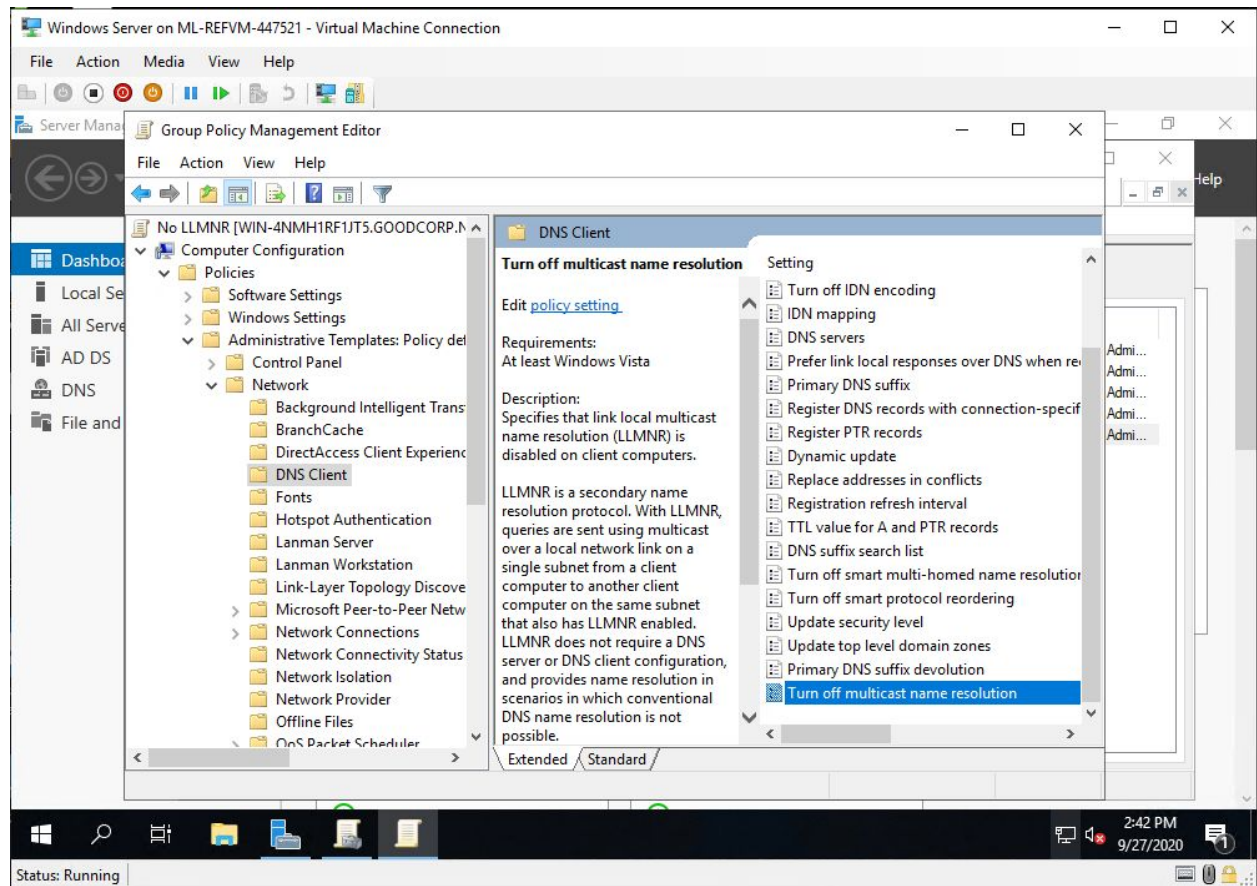 Windows Server on ML-REFVM-447521 - Virtual Machine Connection
File Action Media View Help
Server Mana
Group Policy Management Editor
File Action View Help
Help
No LLMNR [WIN-4NMH1RF1JT5.GOODCORP.N
Computer Configuration
Policies
Software Settings
Windows Settings
Administrative Templates: Policy def
Control Panel
Network
Background Intelligent Trans
BranchCache
DirectAccess Client Experienc
DNS Client
Fonts
Hotspot Authentication
Lanman Server
Lanman Workstation
Link-Layer Topology Discove
Microsoft Peer-to-Peer Netw
Network Connections
Network Connectivity Status
Network Isolation
Network Provider
Offline Files
QoS Packet Scheduler
DNS Client
Turn off multicast name resolution
Edit policy setting
Requirements:
At least Windows Vista
Description:
Specifies that link local multicast
name resolution (LLMNR) is
disabled on client computers.
LLMNR is a secondary name
resolution protocol. With LLMNR,
queries are sent using multicast
over a local network link on a
single subnet from a client
computer to another client
computer on the same subnet
that also has LLMNR enabled.
LLMNR does not require a DNS
server or DNS client configuration,
and provides name resolution in
scenarios in which conventional
DNS name resolution is not
possible.
Setting
Turn off IDN encoding
IDN mapping
DNS servers
Prefer link local responses over DNS when re
Primary DNS suffix
Register DNS records with connection-specif
Register PTR records
Dynamic update
Replace addresses in conflicts
Registration refresh interval
TTL value for A and PTR records
DNS suffix search list
Turn off smart multi-homed name resolution
Turn off smart protocol reordering
Update security level
Update top level domain zones
Primary DNS suffix devolution
Turn off multicast name resolution
Extended Standard
Dashboa
Local Se
All Serve
AD DS
DNS
File and
Admi...
Admi...
Admi...
Admi...
Admi...
2:42 PM
9/27/2020
1
Status: Running